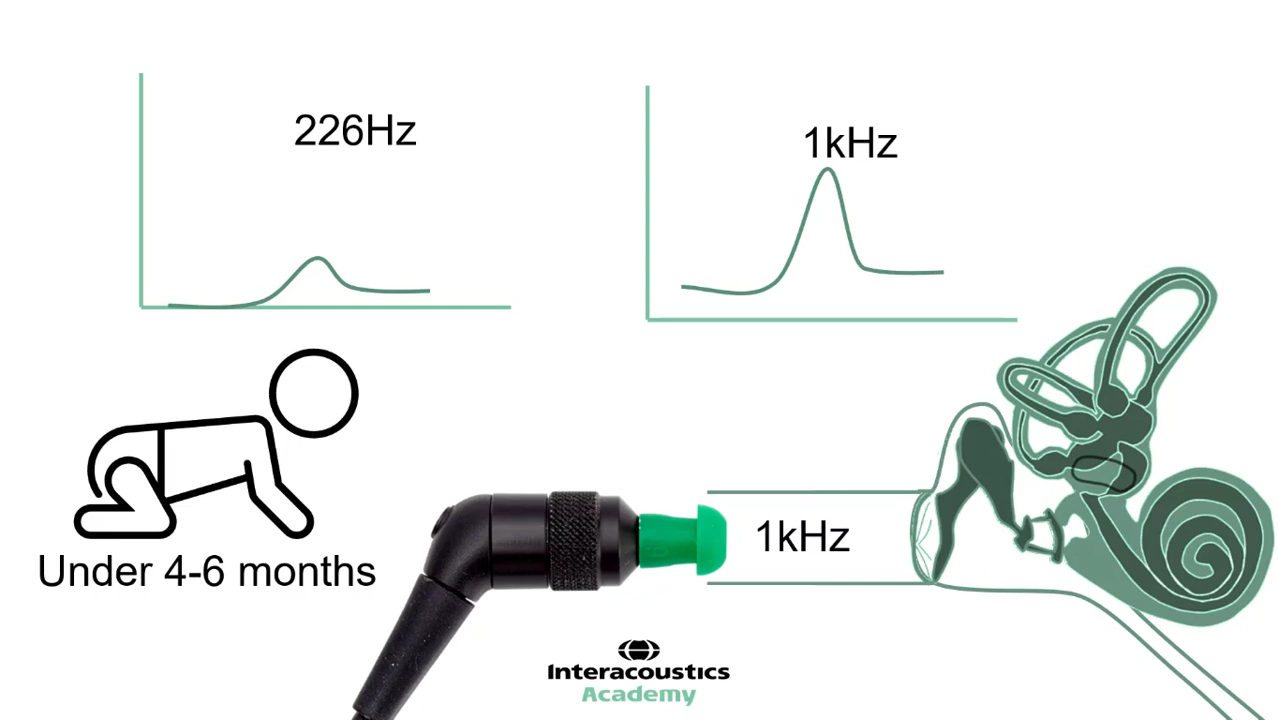 226Hz
1kHz
Under 4-6 months
1kHz
Interacoustics
Academy